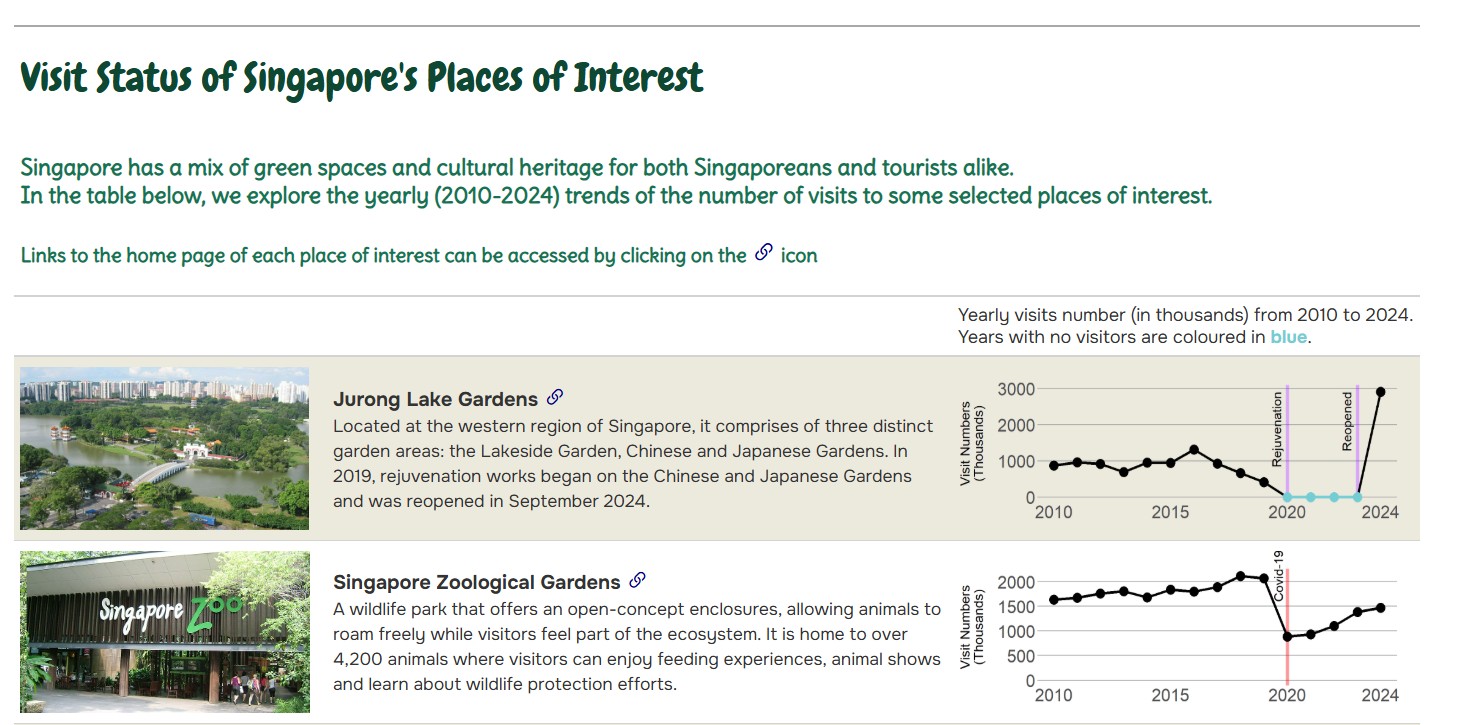 Visit Status of Singapore's Places of Interest
Singapore has a mix of green spaces and cultural heritage for both Singaporeans and tourists alike.
In the table below, we explore the yearly (2010-2024) trends of the number of visits to some selected places of interest.
Links to the home page of each place of interest can be accessed by clicking on the icon
Yearly visits number (in thousands) from 2010 to 2024.
Years with no visitors are coloured in blue.
Jurong Lake Gardens
Located at the western region of Singapore, it comprises of three distinct
garden areas: the Lakeside Garden, Chinese and Japanese Gardens. In
2019, rejuvenation works began on the Chinese and Japanese Gardens
and was reopened in September 2024.
Visit Numbers
(Thousands)
3000
2000
1000
0
Rejuvenation
Reopened
2010 2015 2020 2024
Singapore Zoo
Singapore Zoological Gardens
A wildlife park that offers an open-concept enclosures, allowing animals to
roam freely while visitors feel part of the ecosystem. It is home to over
4,200 animals where visitors can enjoy feeding experiences, animal shows
and learn about wildlife protection efforts.
Visit Numbers
(Thousands)
2000
1500
1000
500
0
Covid-19
2010 2015 2020 2024